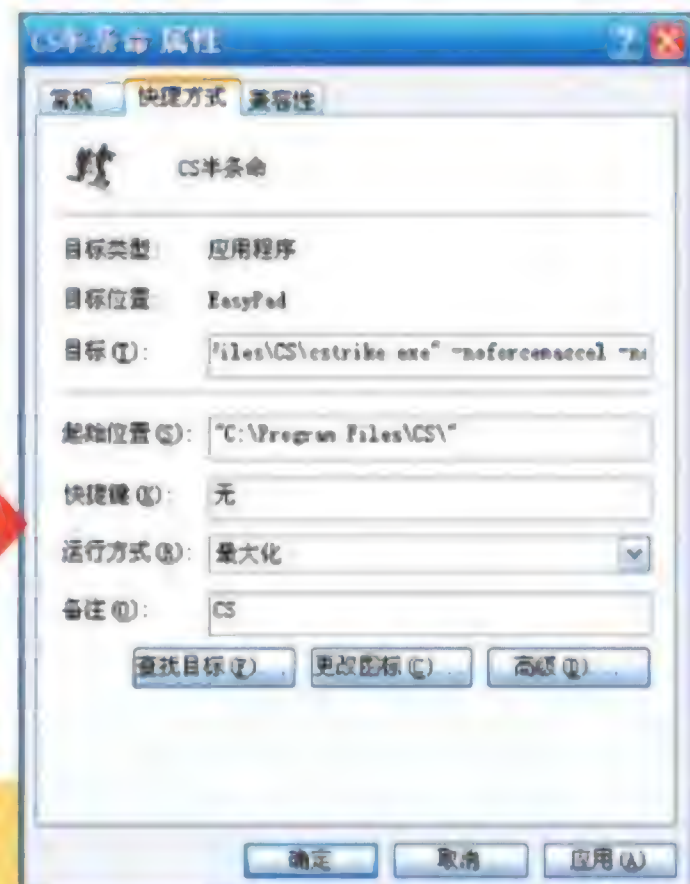 CS半条命 属性
常规 快捷方式 兼容性
CS半条命
目标类型: 应用程序
目标位置: EasyPad
目标(T): "iles\CS\cstrike exe" -noforcemaccel -no
起始位置(S): "C:\Program Files\CS\"
快捷键(K): 无
运行方式(R): 最大化
备注(O): CS
查找目标(F)... 更改图标(C)... 高级(D)...
确定 取消 应用(A)